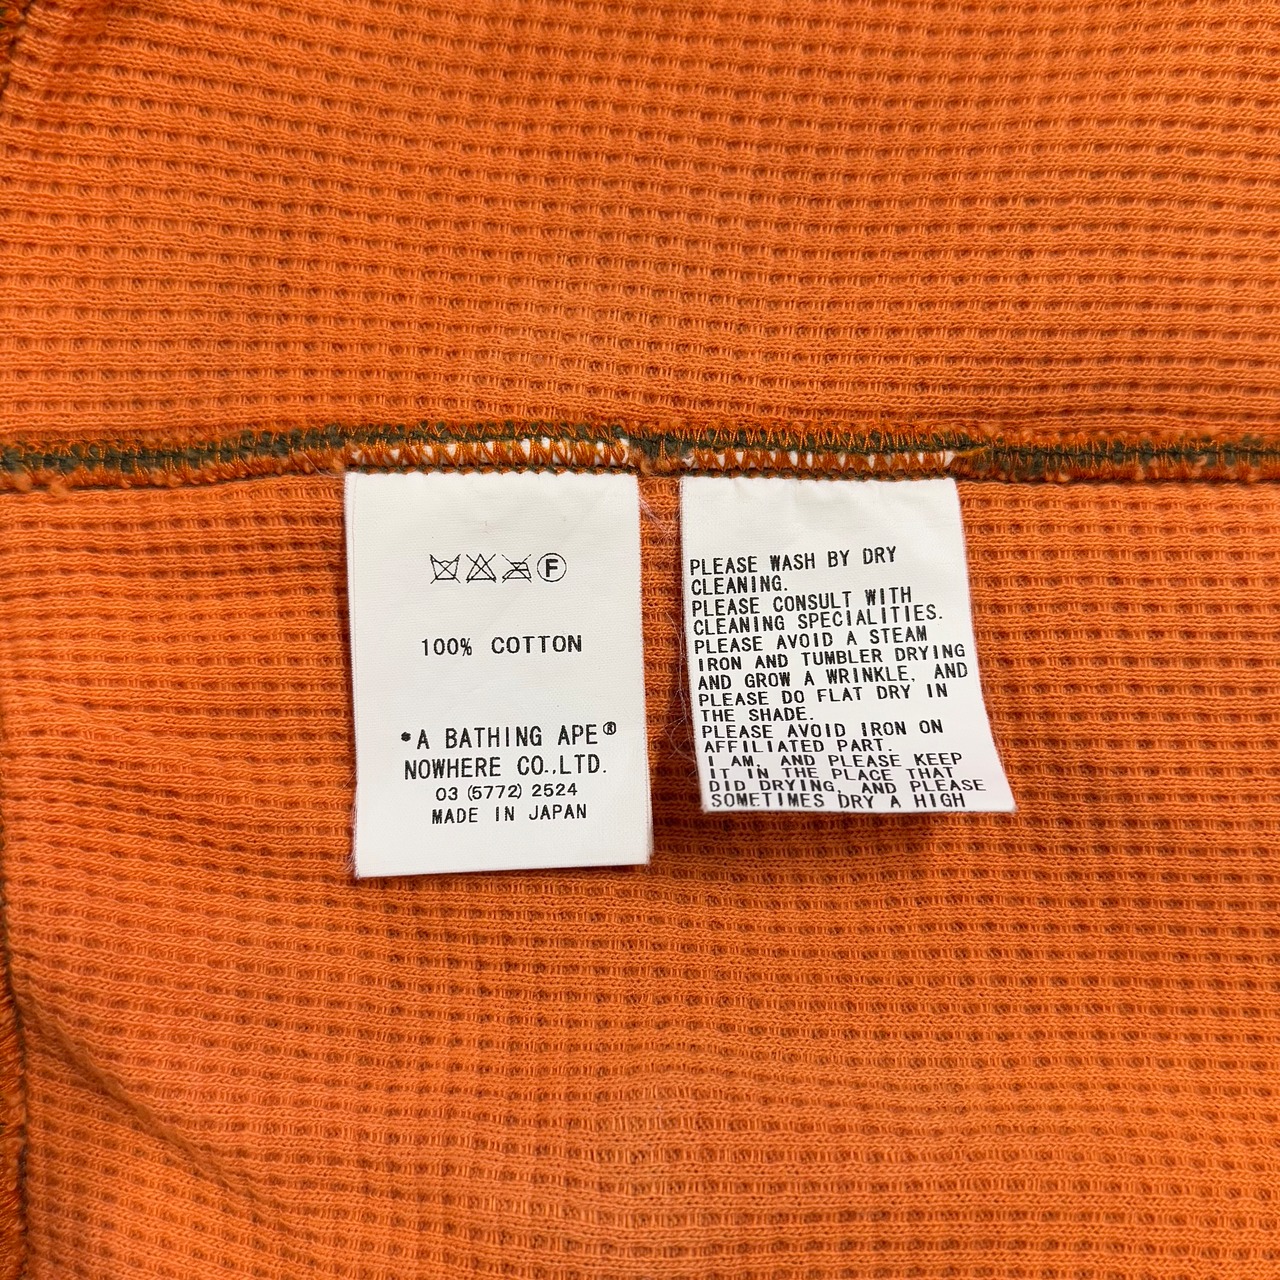 F
100% COTTON
*A BATHING APE®
NOWHERE CO.,LTD.
03 (5772) 2524
MADE IN JAPAN
PLEASE WASH BY DRY
CLEANING.
PLEASE CONSULT WITH
CLEANING SPECIALITIES.
PLEASE AVOID A STEAM
IRON AND TUMBLER DRYING
AND GROW A WRINKLE, AND
PLEASE DO FLAT DRY IN
THE SHADE.
PLEASE AVOID IRON ON
AFFILIATED PART.
I AM, AND PLEASE KEEP
IT IN THE PLACE THAT
DID DRYING, AND PLEASE
SOMETIMES DRY A HIGH